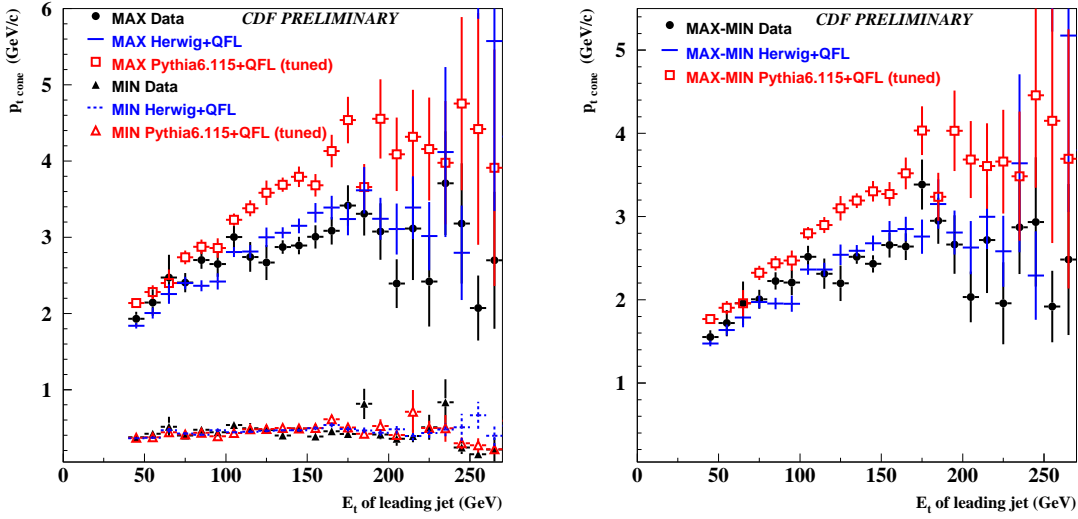 CDF PRELIMINARY
MAX Data
MAX Herwig+QFL
MAX Pythia6.115+QFL (tuned)
MIN Data
MIN Herwig+QFL
MIN Pythia6.115+QFL (tuned)
p_t cone (GeV/c)
6
5
4
3
2
1
0
50
100
150
200
250
E_t of leading jet (GeV)
CDF PRELIMINARY
MAX-MIN Data
MAX-MIN Herwig+QFL
MAX-MIN Pythia6.115+QFL (tuned)
p_t cone (GeV/c)
5
4
3
2
1
0
50
100
150
200
250
E_t of leading jet (GeV)